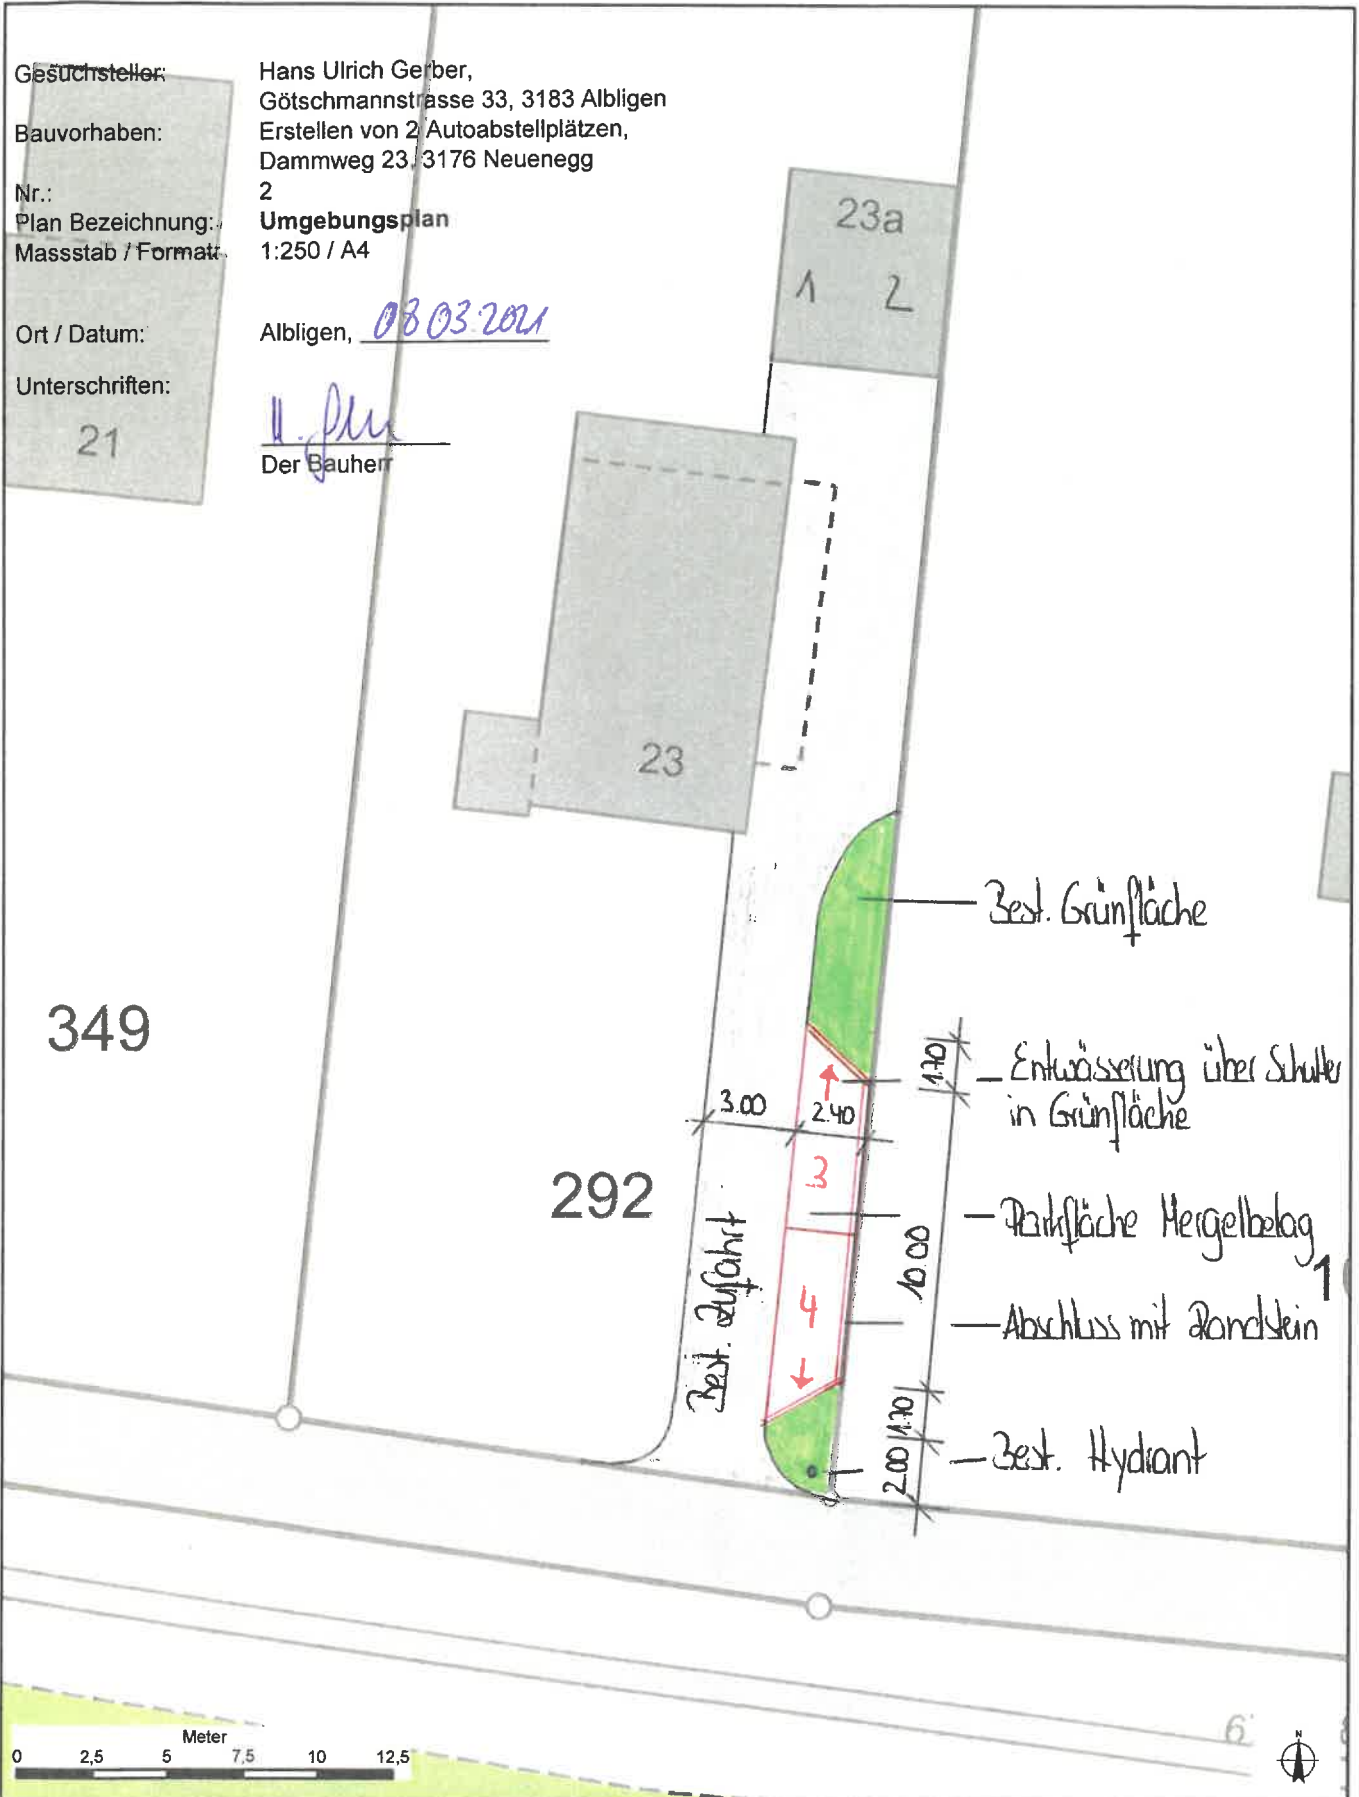 Gesuchsteller: Hans Ulrich Gerber,
Götschmannstrasse 33, 3183 Albligen
Bauvorhaben: Erstellen von 2 Autoabstellplätzen,
Dammweg 23, 3176 Neuenegg
Nr.: 2
Plan Bezeichnung: Umgebungsplan
Massstab / Format: 1:250 / A4
Ort / Datum: Albligen, 08 03.2021
Unterschriften:
Der Bauherr
21
23a
1 2
23
Best. Grünfläche
349
1.70
Entwässerung über Schulter
in Grünfläche
3.00 2.40
3
292
Parkfläche Mergelbelag
Best. Zufahrt
10.00
1
4
Abschluss mit Randstein
1.70
2.00
Best. Hydrant
6
Meter
0 2,5 5 7,5 10 12,5
N